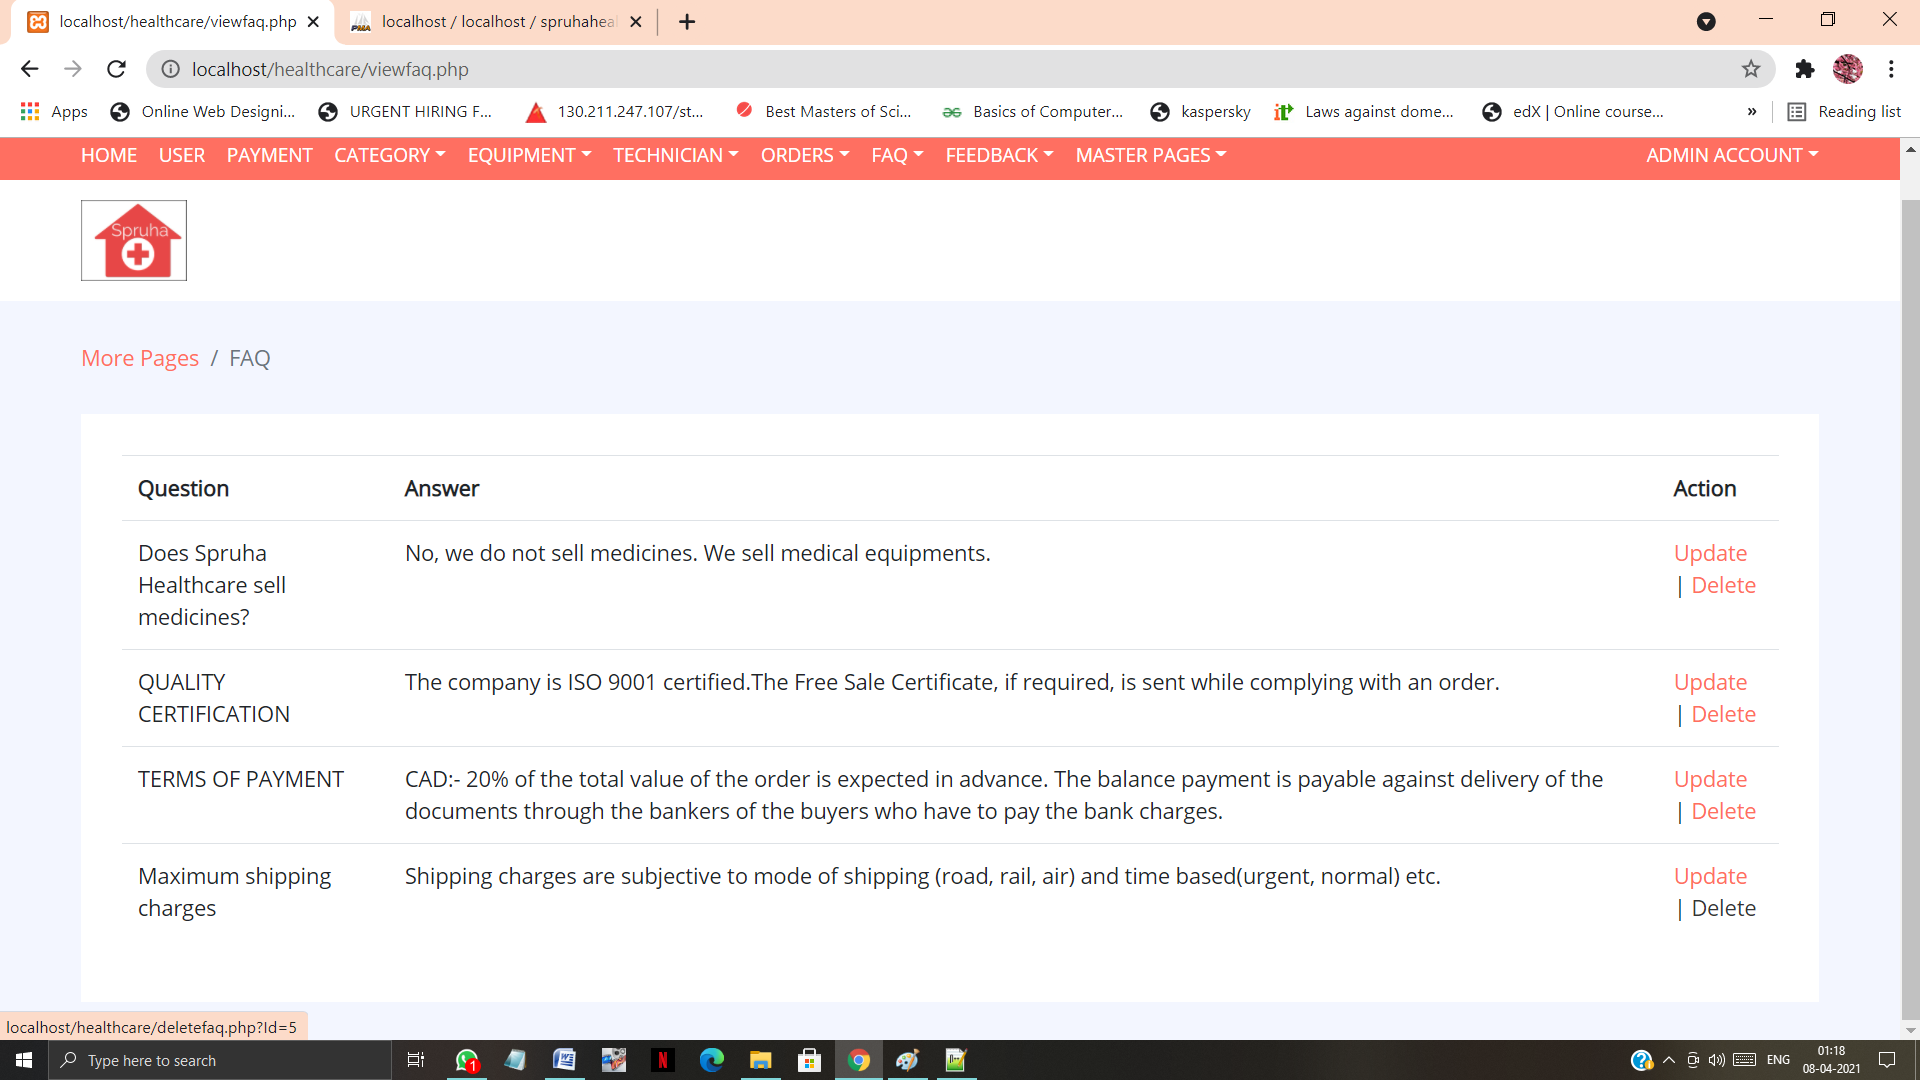 localhost/healthcare/viewfaq.php
localhost / localhost / spruhaheal
localhost/healthcare/viewfaq.php
Apps Online Web Designi... URGENT HIRING F... 130.211.247.107/st... Best Masters of Sci... Basics of Computer... kaspersky Laws against dome... edX | Online course... » Reading list
HOME USER PAYMENT CATEGORY EQUIPMENT TECHNICIAN ORDERS FAQ FEEDBACK MASTER PAGES ADMIN ACCOUNT
Spruha
More Pages / FAQ
Question Answer Action
Does Spruha No, we do not sell medicines. We sell medical equipments. Update
Healthcare sell | Delete
medicines?
QUALITY The company is ISO 9001 certified.The Free Sale Certificate, if required, is sent while complying with an order. Update
CERTIFICATION | Delete
TERMS OF PAYMENT CAD:- 20% of the total value of the order is expected in advance. The balance payment is payable against delivery of the Update
documents through the bankers of the buyers who have to pay the bank charges. | Delete
Maximum shipping Shipping charges are subjective to mode of shipping (road, rail, air) and time based(urgent, normal) etc. Update
charges | Delete
localhost/healthcare/deletefaq.php?Id=5
Type here to search
1
ENG
01:18
08-04-2021